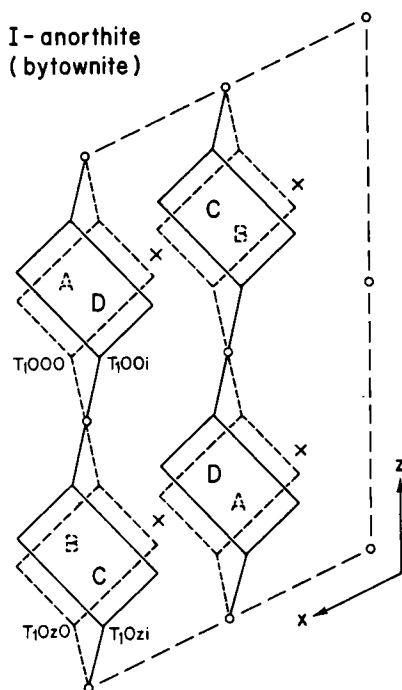 I-anorthite
(bytownite)
C
B
A
D
T₁OOO T₁OOi
D
A
z
B
C
x
T₁OzO T₁Ozi